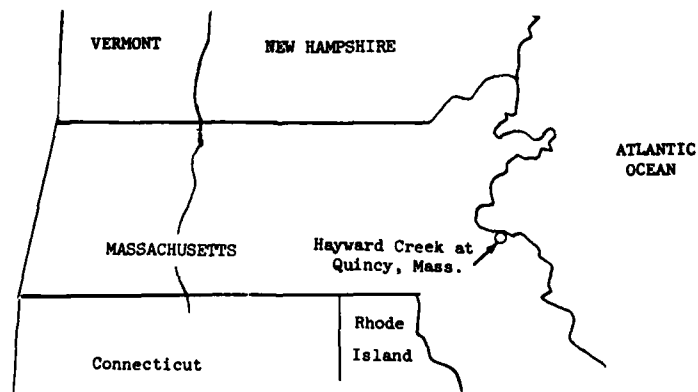 VERMONT
NEW HAMPSHIRE
ATLANTIC
OCEAN
MASSACHUSETTS
Hayward Creek at
Quincy, Mass.
Rhode
Island
Connecticut